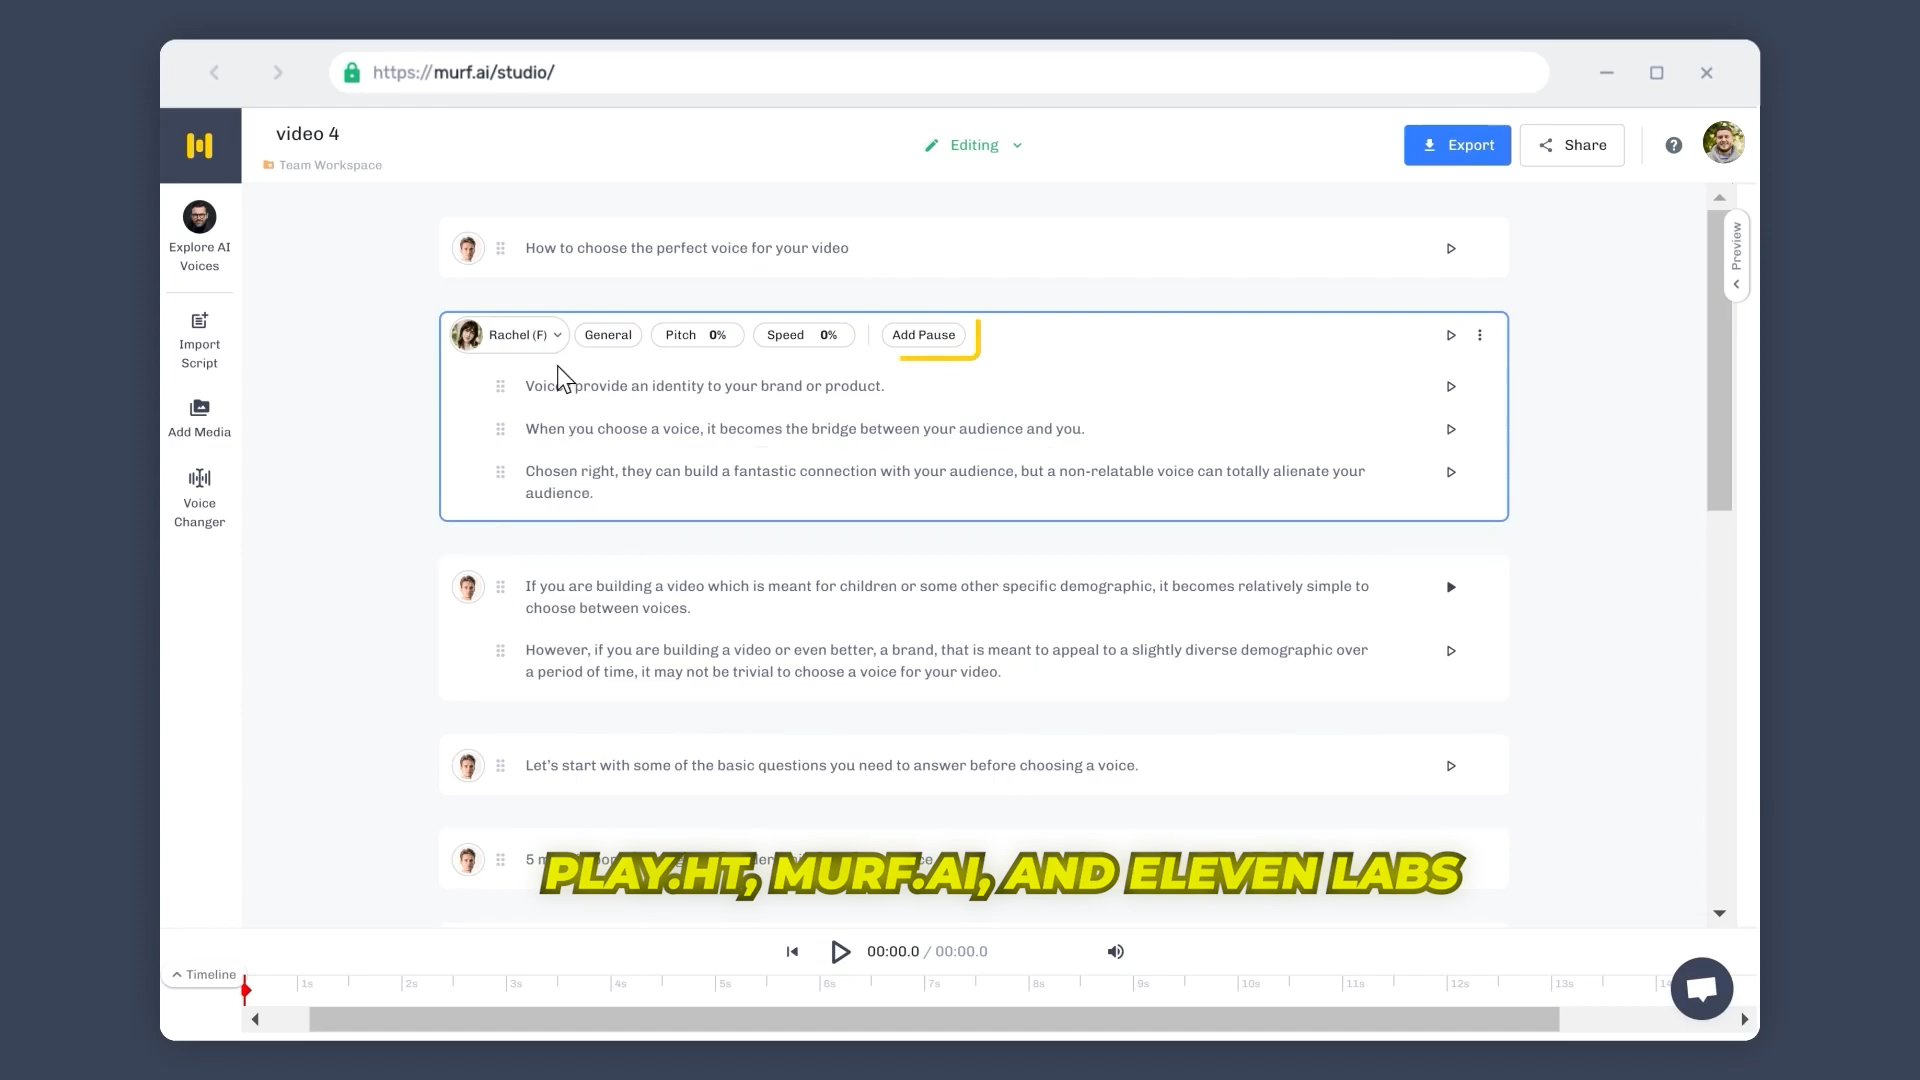 https://murf.ai/studio/
video 4
Team Workspace
Editing
Export
Share
Explore AI
Voices
Import
Script
Add Media
Voice
Changer
Preview
How to choose the perfect voice for your video
Rachel (F)
General
Pitch 0%
Speed 0%
Add Pause
provide an identity to your brand or product.
When you choose a voice, it becomes the bridge between your audience and you.
Chosen right, they can build a fantastic connection with your audience, but a non-relatable voice can totally alienate your
audience.
If you are building a video which is meant for children or some other specific demographic, it becomes relatively simple to
choose between voices.
However, if you are building a video or even better, a brand, that is meant to appeal to a slightly diverse demographic over
a period of time, it may not be trivial to choose a voice for your video.
Let's start with some of the basic questions you need to answer before choosing a voice.
5
PLAY.HT, MURF.AI, AND ELEVEN LABS
00:00.0 / 00:00.0
Timeline
1s 2s 3s 4s 5s 6s 7s 8s 9s 10s 11s 12s 13s